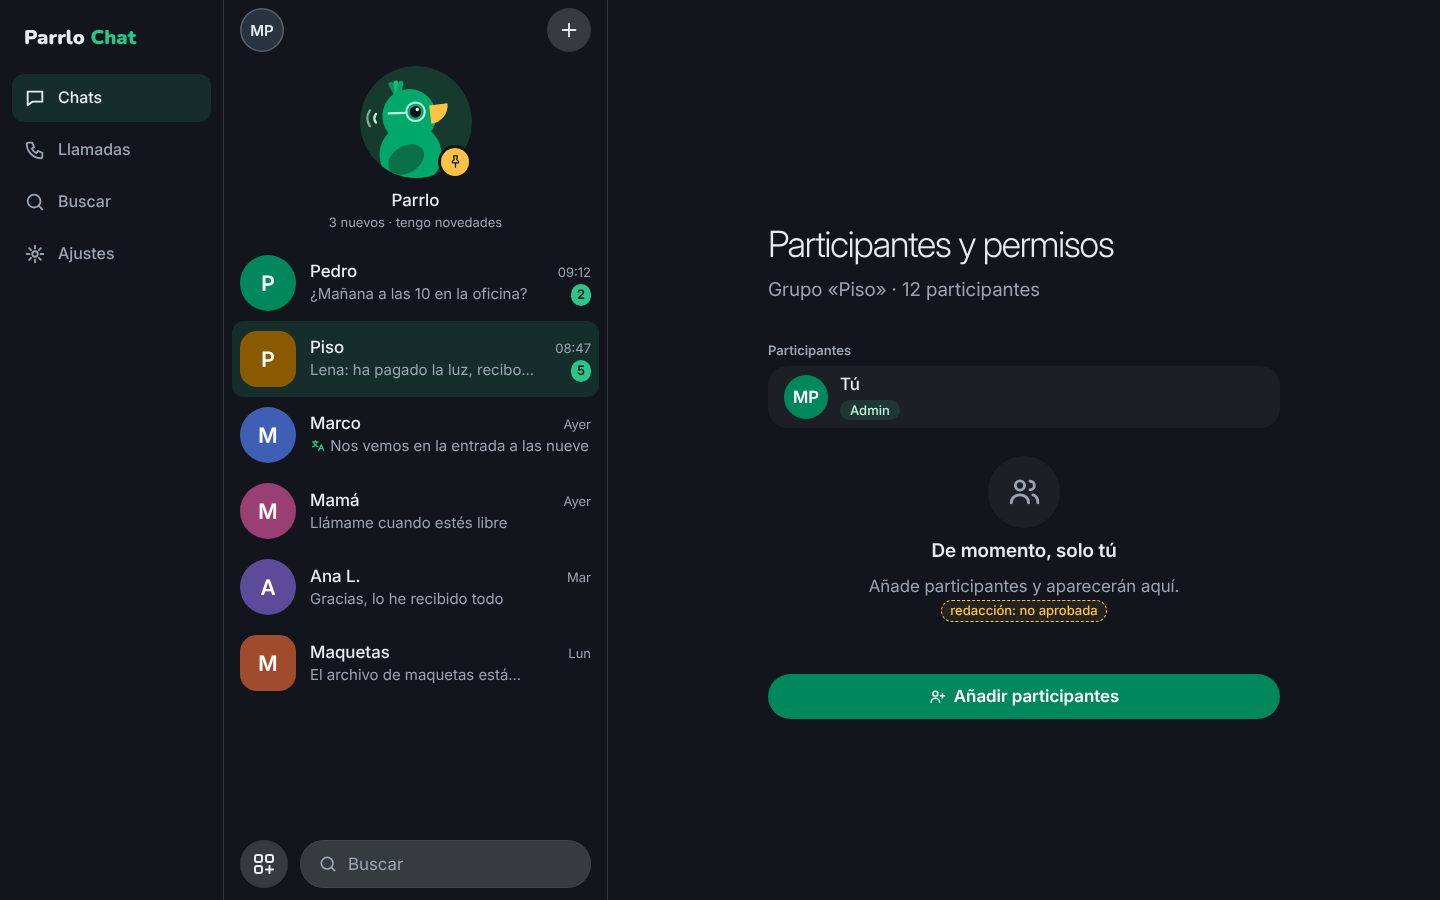 Parrlo Chat
Chats
Llamadas
Buscar
Ajustes
MP
Parrlo
3 nuevos · tengo novedades
P
Pedro
09:12
¿Mañana a las 10 en la oficina?
2
P
Piso
08:47
Lena: ha pagado la luz, recibo...
5
M
Marco
Ayer
Nos vemos en la entrada a las nueve
M
Mamá
Ayer
Llámame cuando estés libre
A
Ana L.
Mar
Gracias, lo he recibido todo
M
Maquetas
Lun
El archivo de maquetas está...
Buscar
Participantes y permisos
Grupo «Piso» · 12 participantes
Participantes
MP
Tú
Admin
De momento, solo tú
Añade participantes y aparecerán aquí.
redacción: no aprobada
Añadir participantes